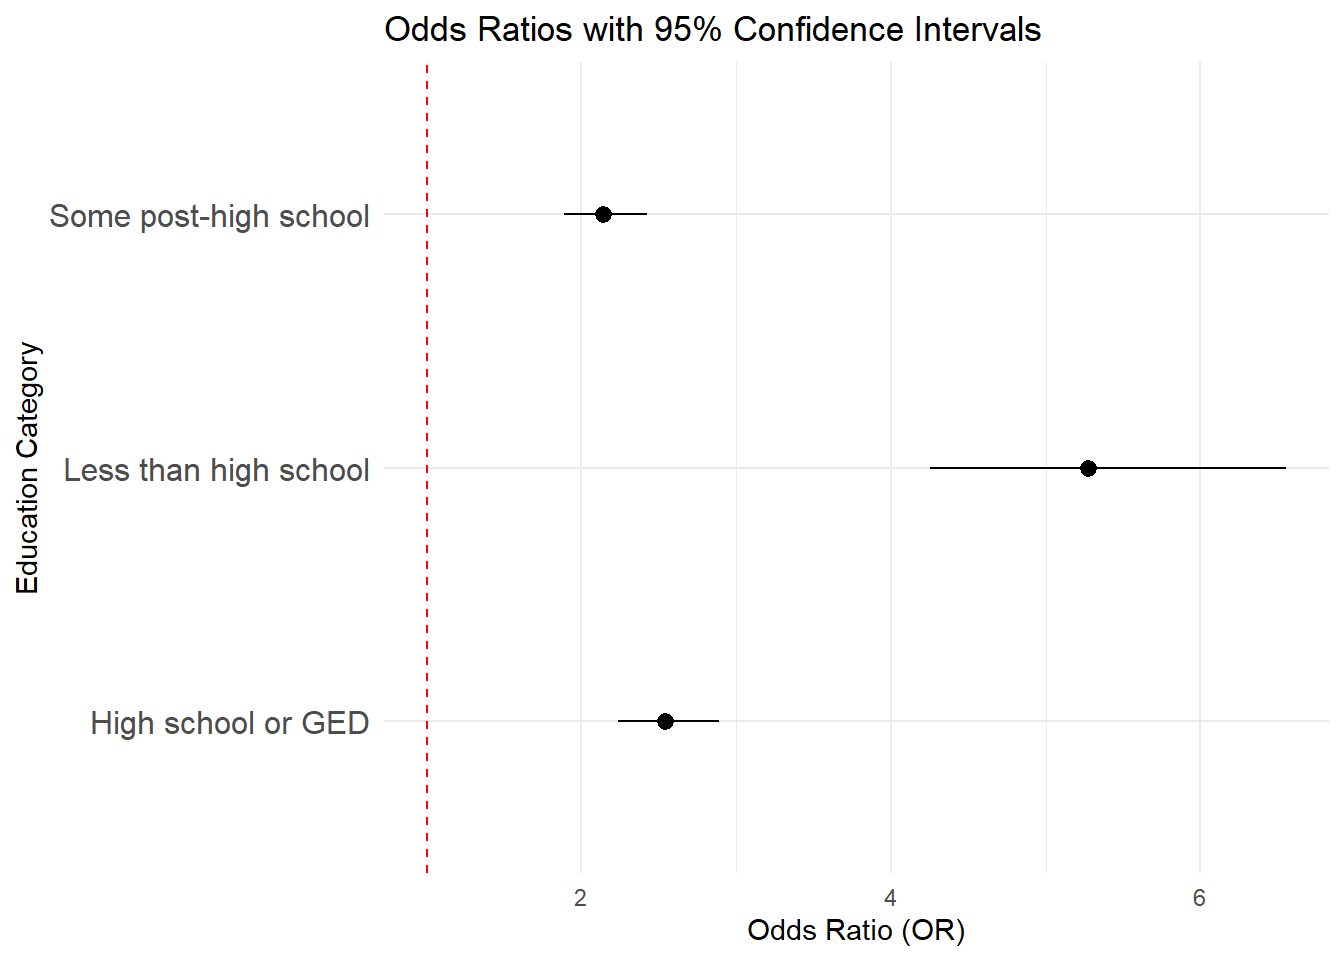 Odds Ratios with 95% Confidence Intervals
Education Category
Some post-high school
Less than high school
High school or GED
2 4 6
Odds Ratio (OR)